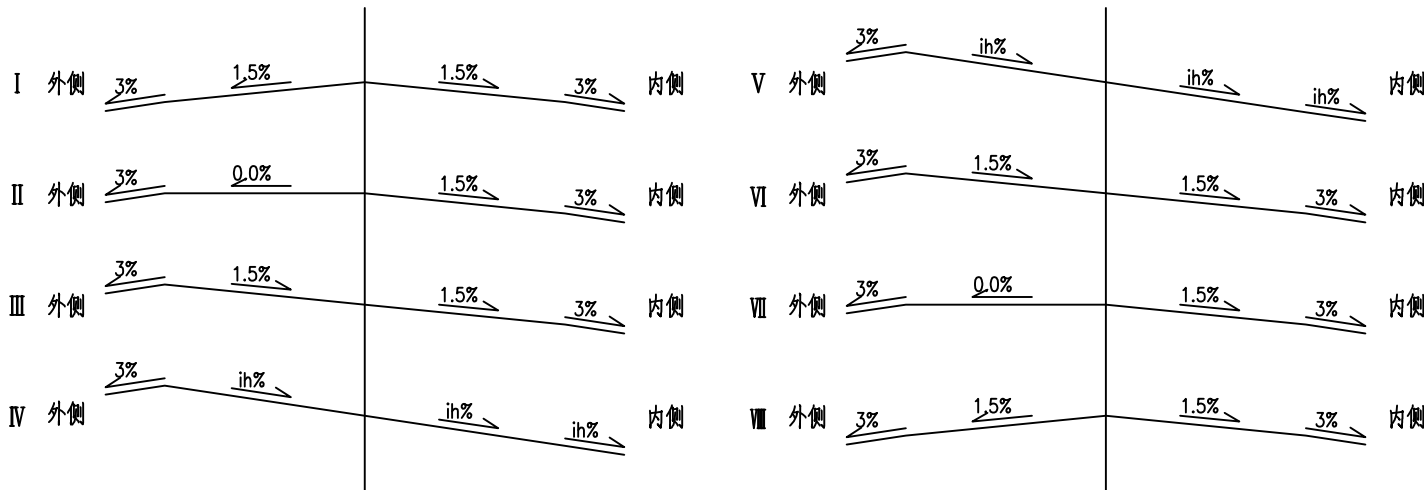 I 外侧 3% 1.5% 1.5% 3% 内侧
II 外侧 3% 0.0% 1.5% 3% 内侧
III 外侧 3% 1.5% 1.5% 3% 内侧
IV 外侧 3% ih% ih% ih% 内侧
V 外侧 3% ih% ih% ih% 内侧
VI 外侧 3% 1.5% 1.5% 3% 内侧
VII 外侧 3% 0.0% 1.5% 3% 内侧
VIII 外侧 3% 1.5% 1.5% 3% 内侧